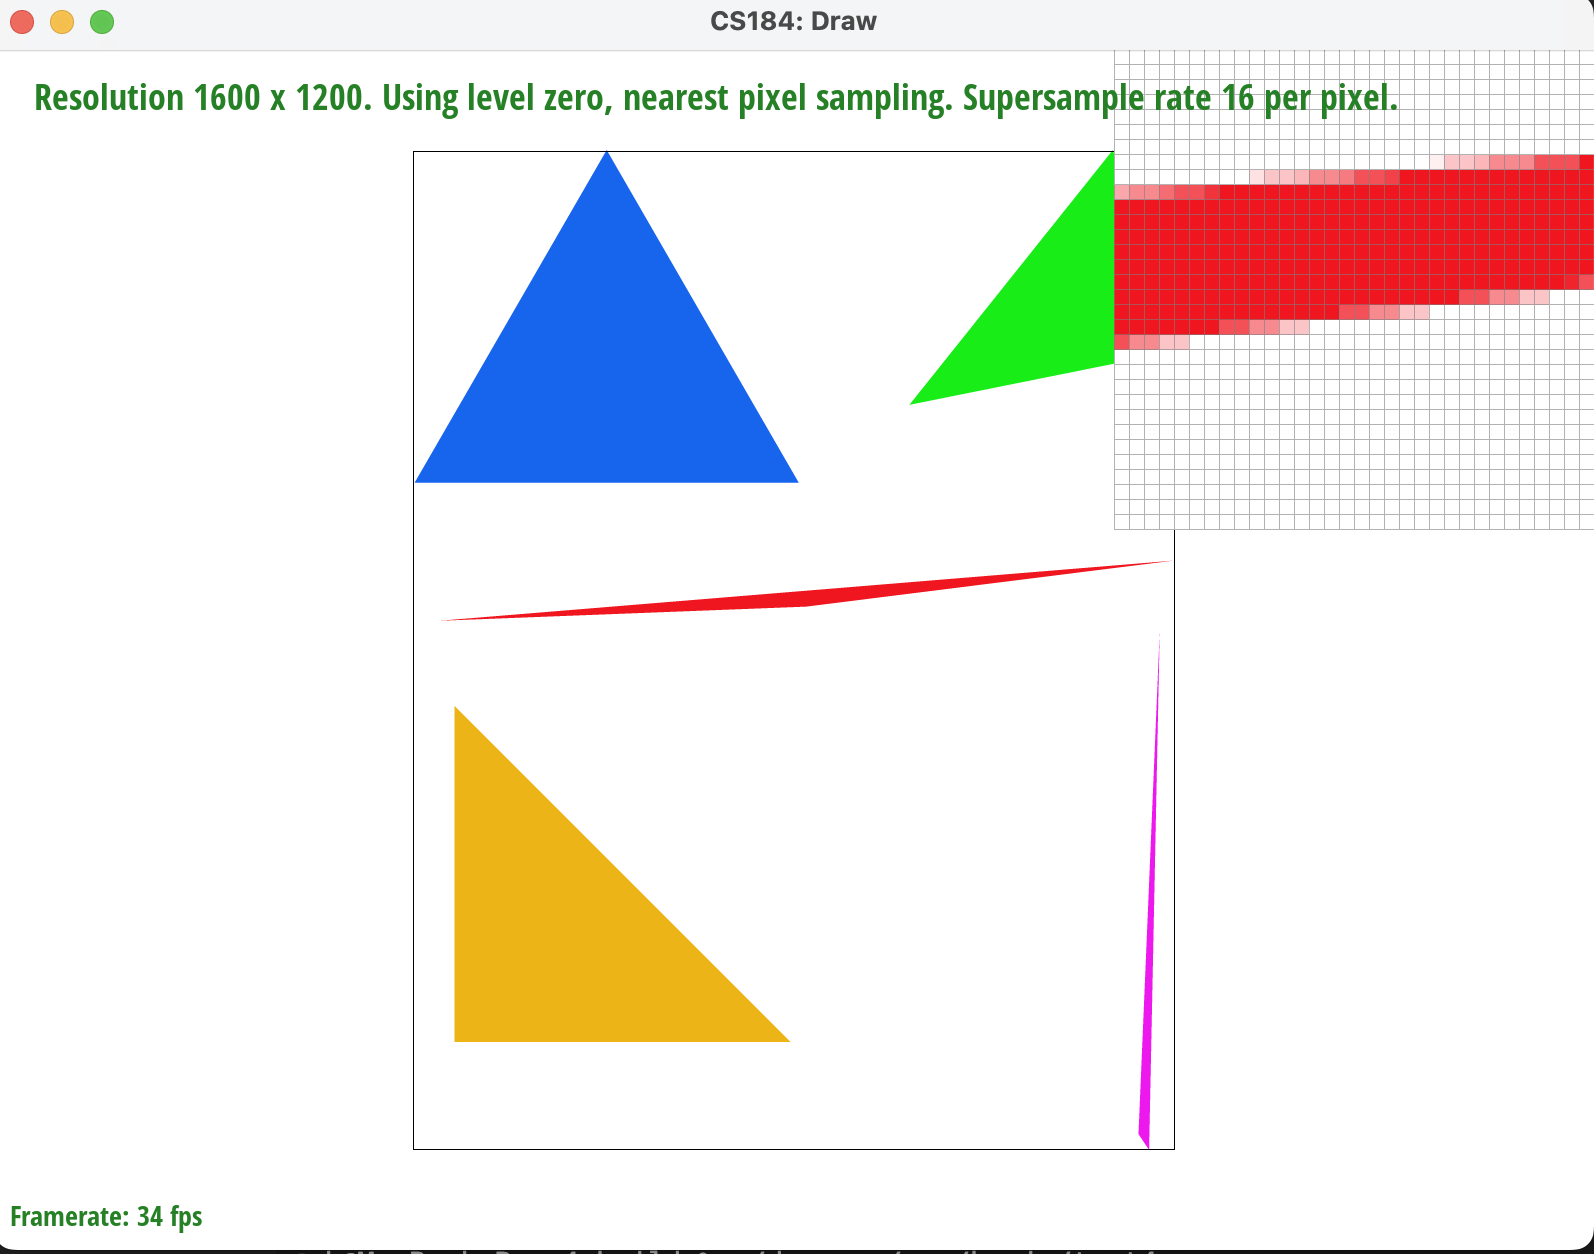 CS184: Draw
Resolution 1600 x 1200. Using level zero, nearest pixel sampling. Supersample rate 16 per pixel.
Framerate: 34 fps